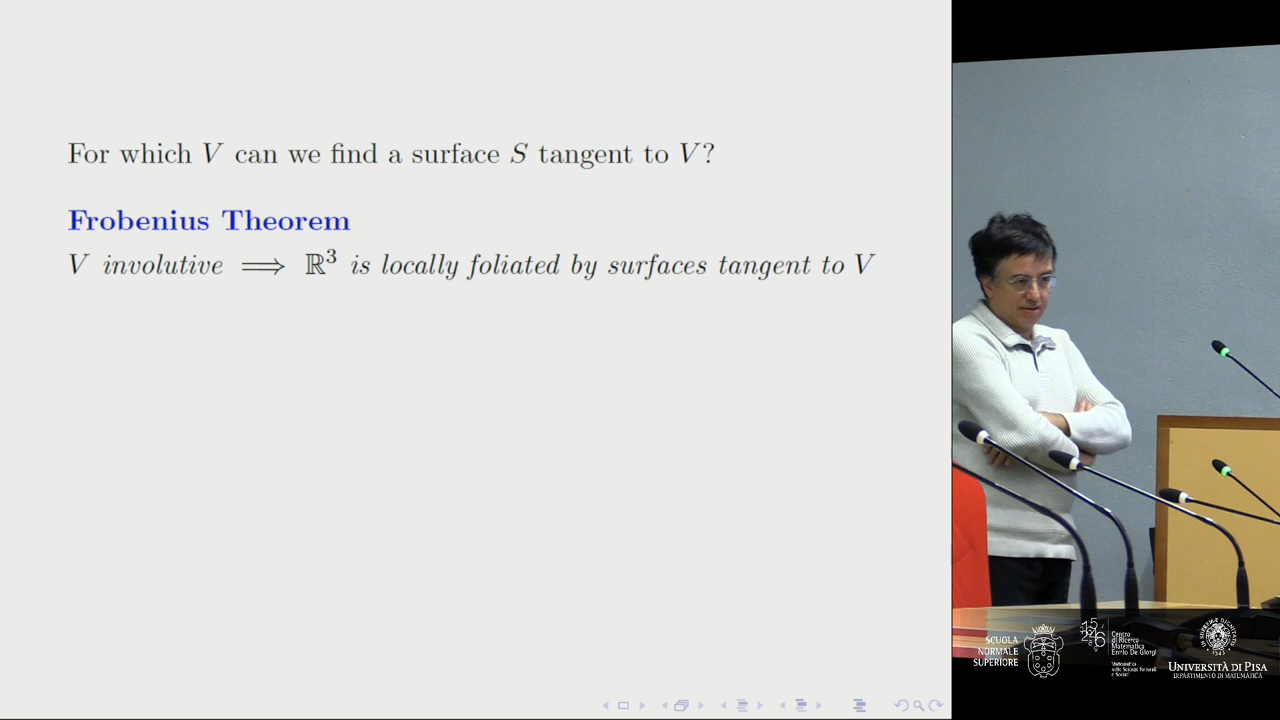 For which V can we find a surface S tangent to V?
Frobenius Theorem
V involutive ⟹ ℝ³ is locally foliated by surfaces tangent to V
SCUOLA
NORMALE
SUPERIORE
Centro
di Ricerca
Matematica
Ennio De Giorgi
UNIVERSITÀ DI PISA
DIPARTIMENTO DI MATEMATICA